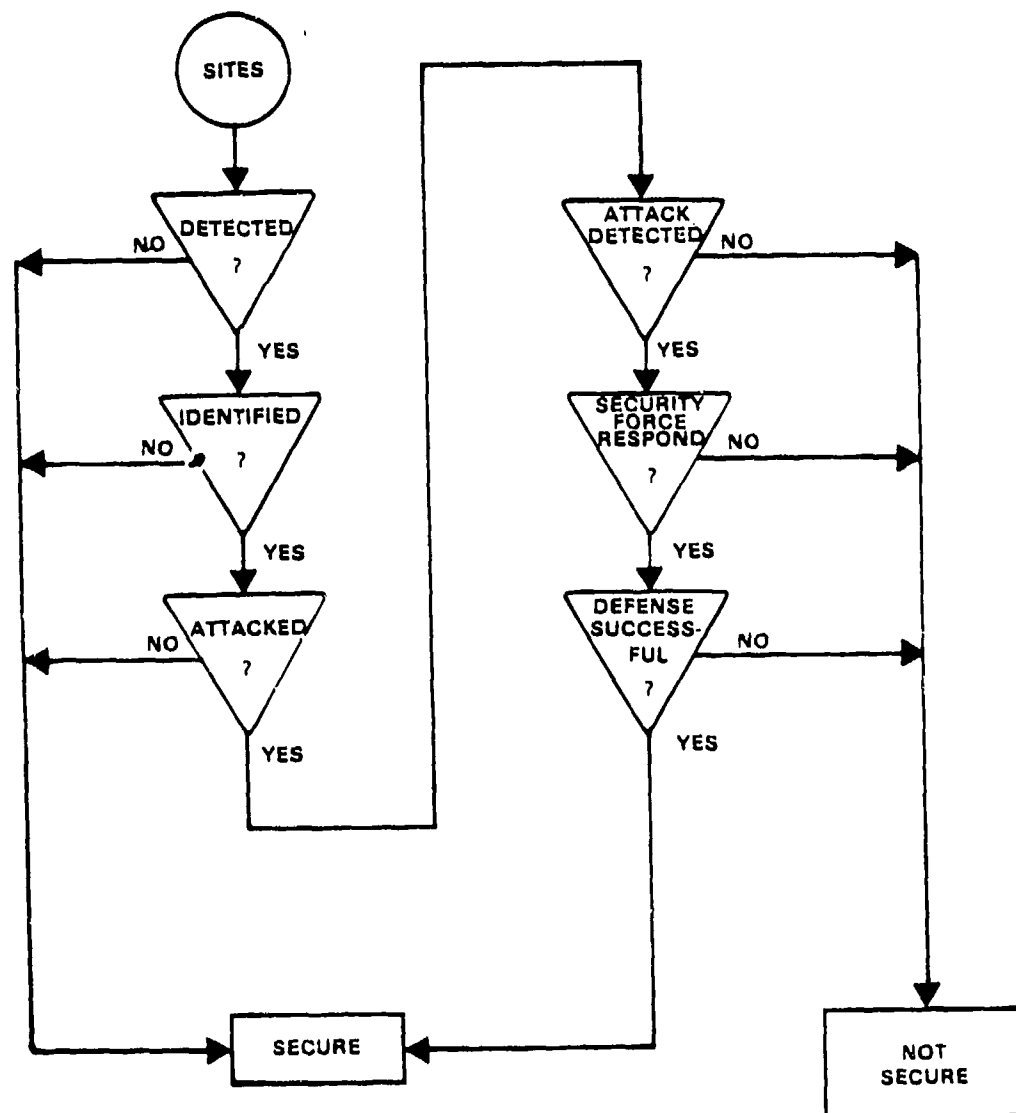 SITES
DETECTED
?
NO
YES
IDENTIFIED
?
NO
YES
ATTACKED
?
NO
YES
ATTACK
DETECTED
?
NO
YES
SECURITY
FORCE
RESPOND
?
NO
YES
DEFENSE
SUCCESS-
FUL
?
NO
YES
SECURE
NOT
SECURE